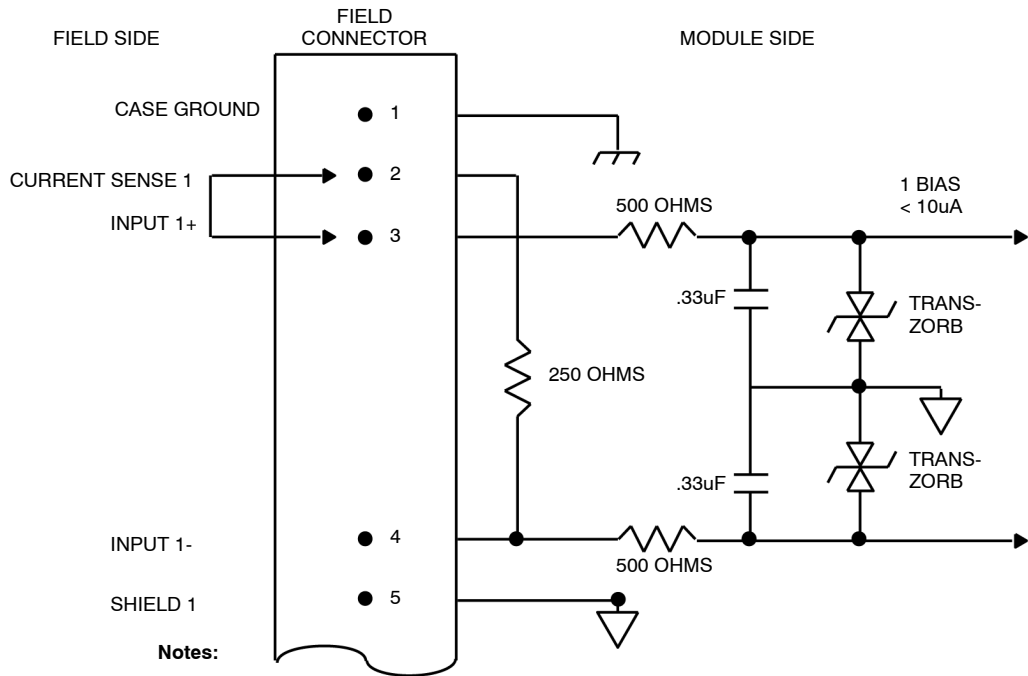 FIELD SIDE
FIELD
CONNECTOR
MODULE SIDE
CASE GROUND
1
CURRENT SENSE 1
2
INPUT 1+
3
500 OHMS
1 BIAS
< 10uA
.33uF
TRANS-
ZORB
250 OHMS
.33uF
TRANS-
ZORB
INPUT 1-
4
500 OHMS
SHIELD 1
5
Notes: